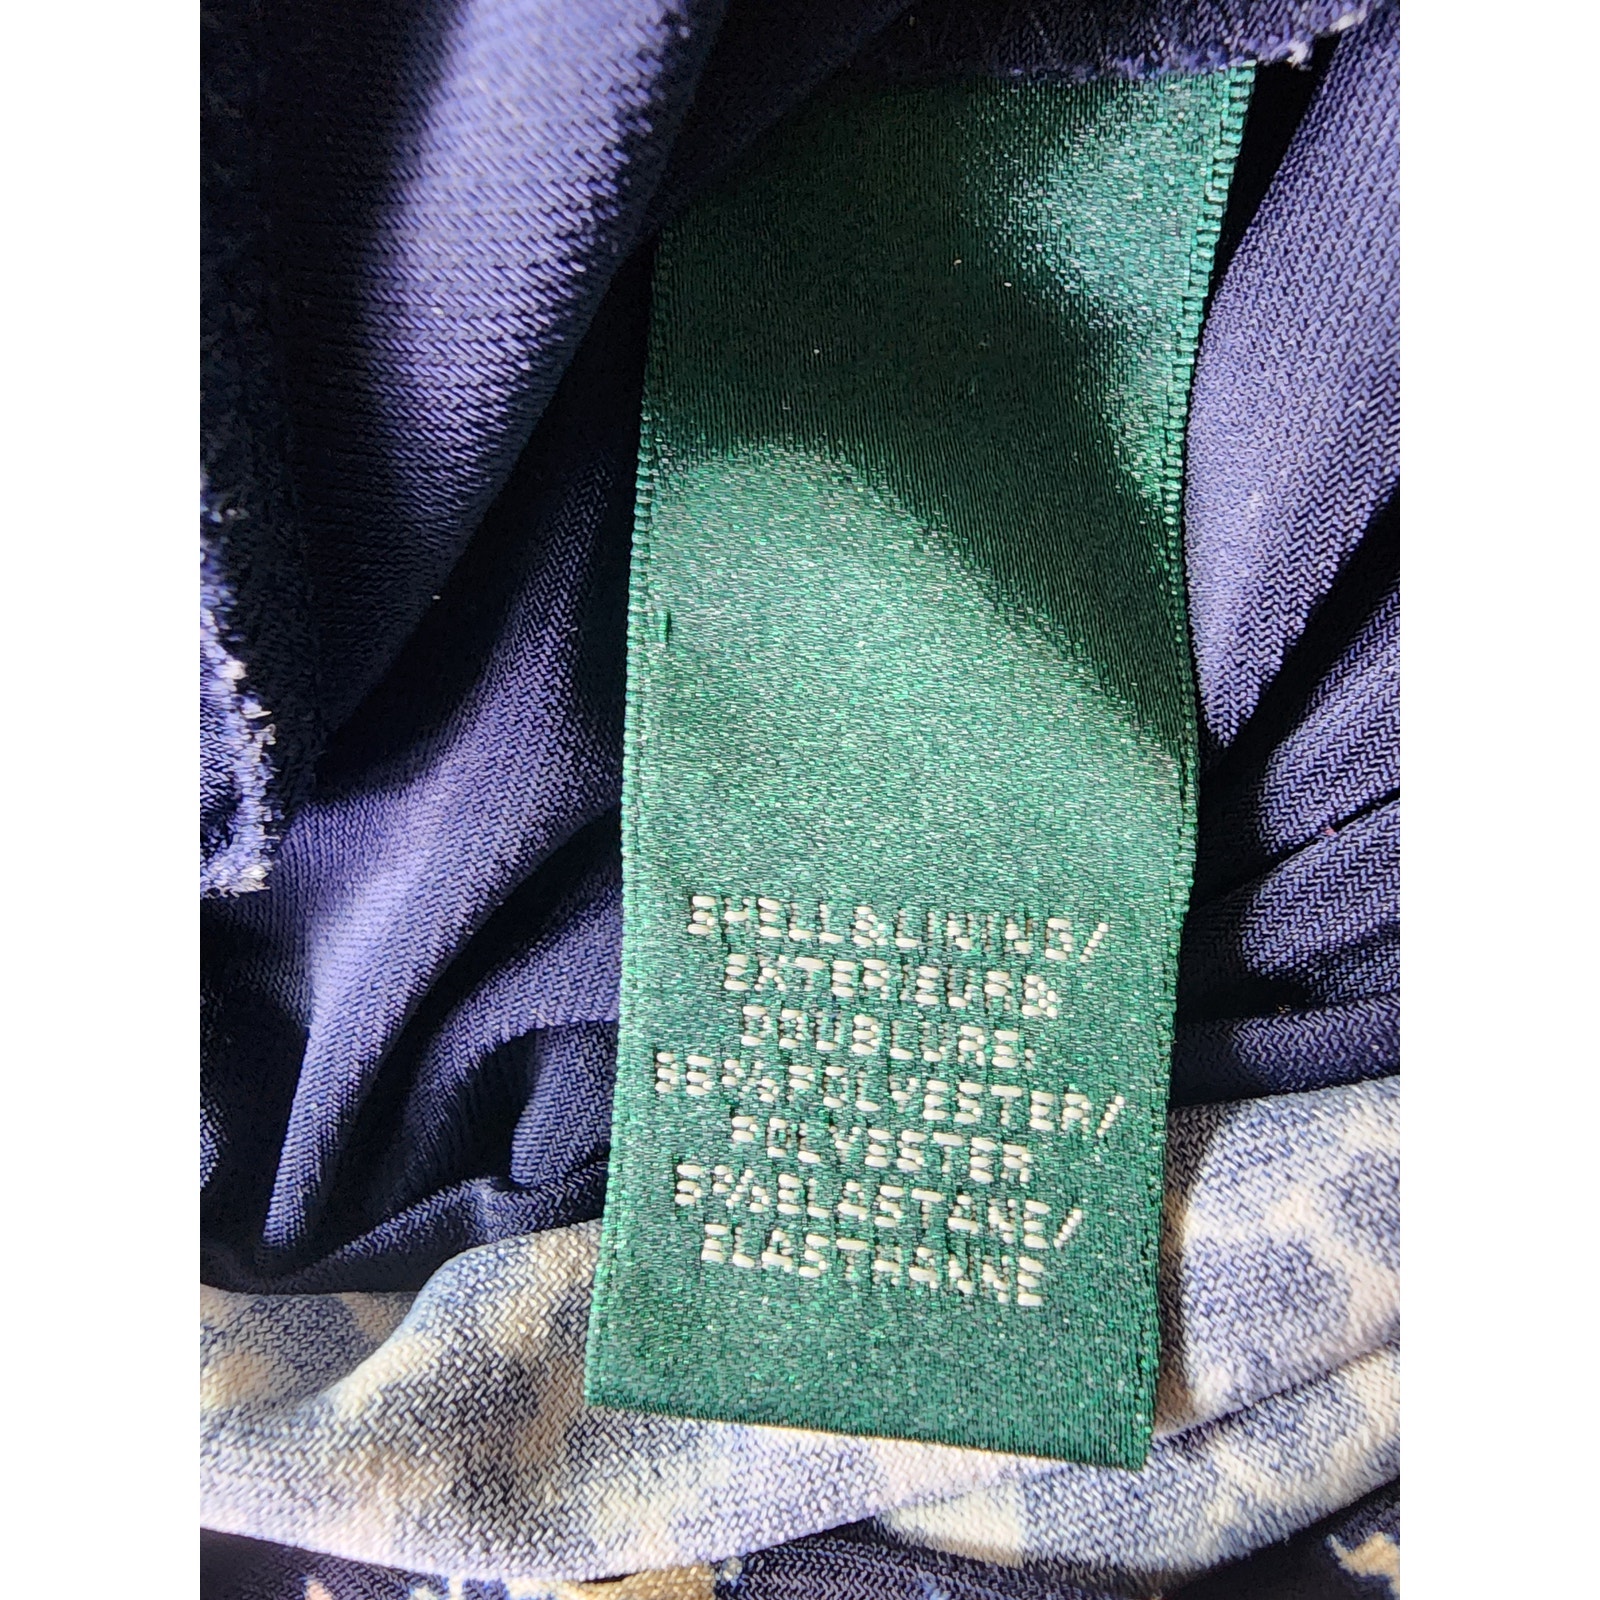 SHELL&LINING/
EXTERIEUR&
DOUBLURE:
95%POLYESTER/
POLYESTER
5%ELASTANE/
ELASTHANNE